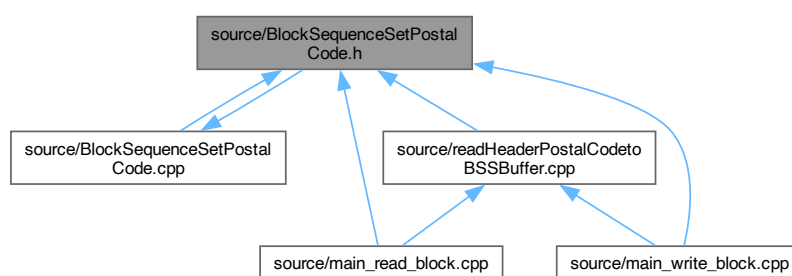 source/BlockSequenceSetPostal
Code.h
source/BlockSequenceSetPostal
Code.cpp
source/readHeaderPostalCodeto
BSSBuffer.cpp
source/main_read_block.cpp
source/main_write_block.cpp